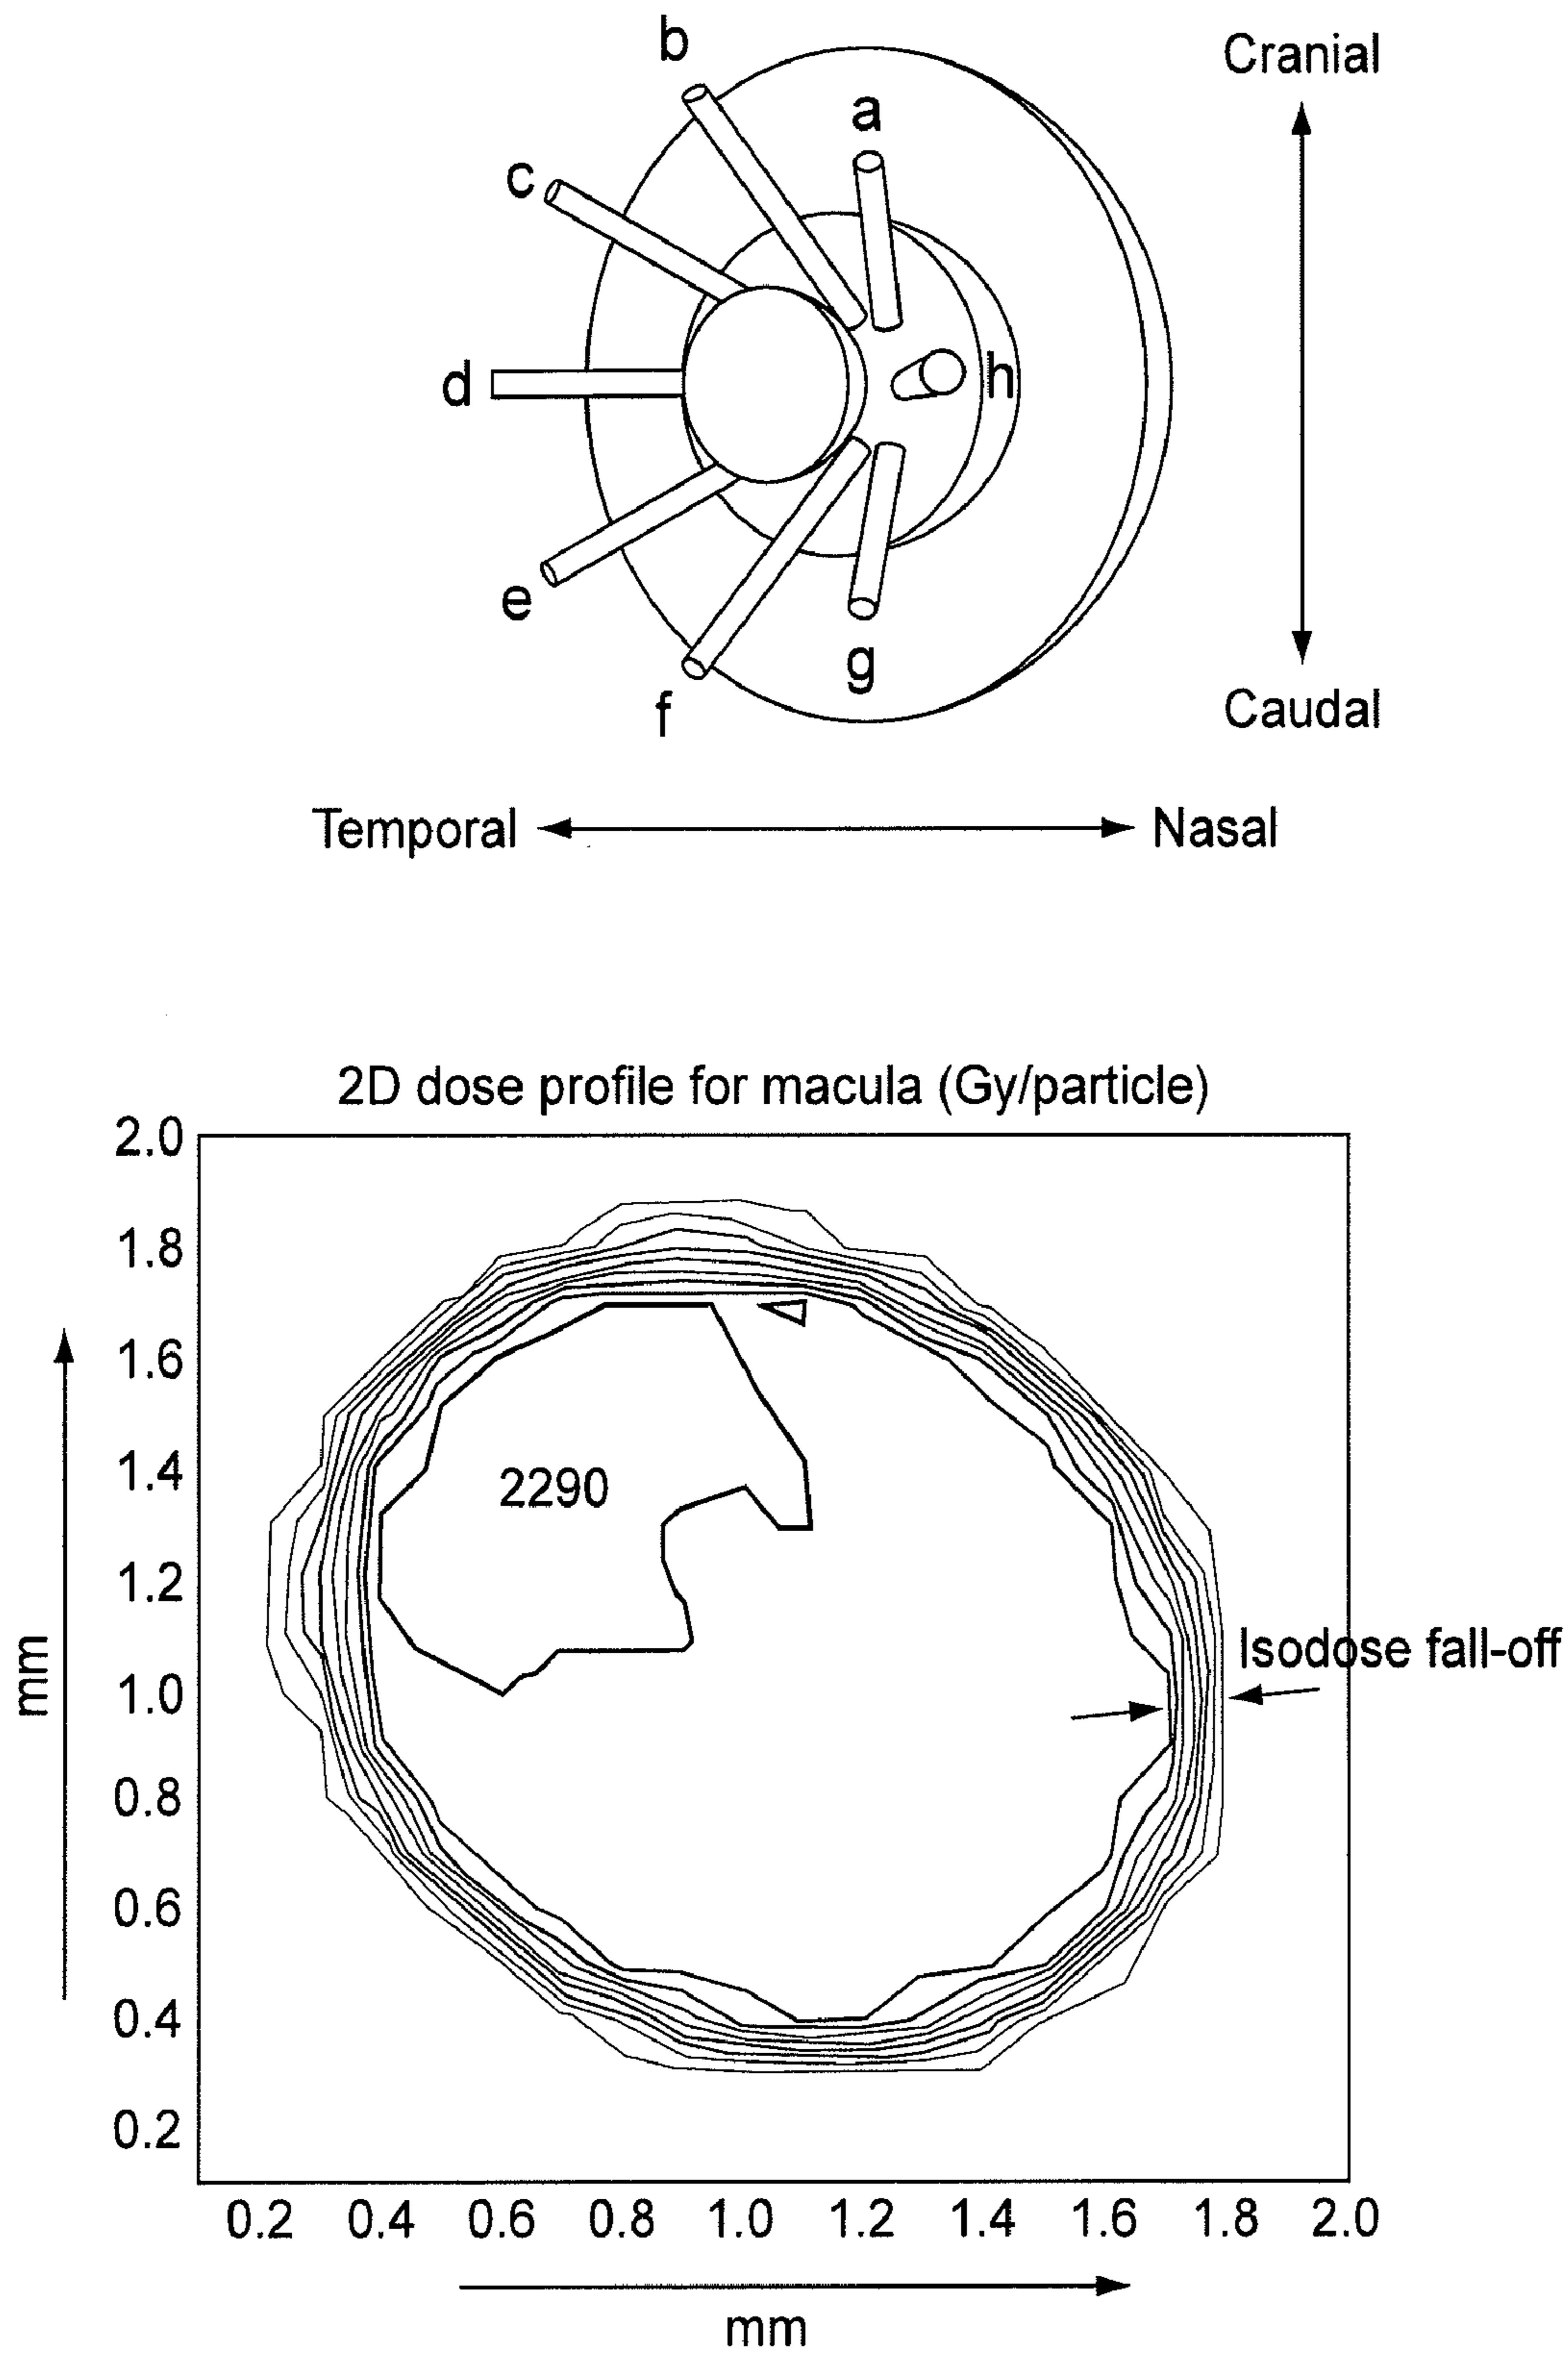 b
Cranial
a
c
d
h
e
g
f
Caudal
Temporal
Nasal
2D dose profile for macula (Gy/particle)
2.0
1.8
1.6
1.4
2290
1.2
mm
Isodose fall-off
1.0
0.8
0.6
0.4
0.2
0.2 0.4 0.6 0.8 1.0 1.2 1.4 1.6 1.8 2.0
mm